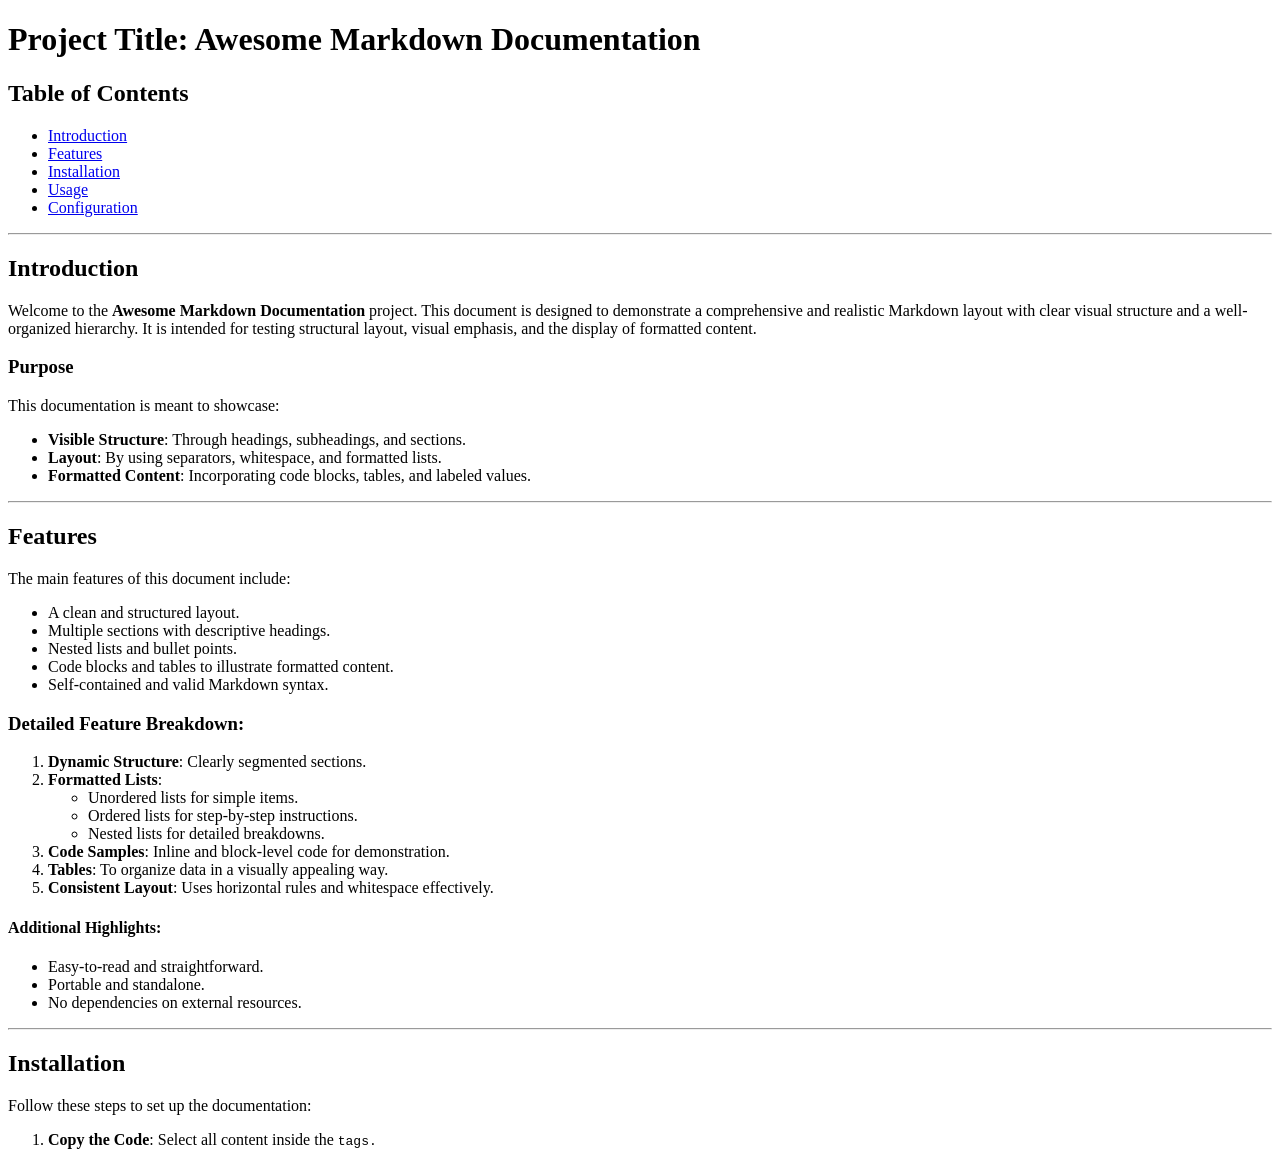 Project Title: Awesome Markdown Documentation
Table of Contents
Introduction
Features
Installation
Usage
Configuration
Introduction
Welcome to the Awesome Markdown Documentation project. This document is designed to demonstrate a comprehensive and realistic Markdown layout with clear visual structure and a well-
organized hierarchy. It is intended for testing structural layout, visual emphasis, and the display of formatted content.
Purpose
This documentation is meant to showcase:
Visible Structure: Through headings, subheadings, and sections.
Layout: By using separators, whitespace, and formatted lists.
Formatted Content: Incorporating code blocks, tables, and labeled values.
Features
The main features of this document include:
A clean and structured layout.
Multiple sections with descriptive headings.
Nested lists and bullet points.
Code blocks and tables to illustrate formatted content.
Self-contained and valid Markdown syntax.
Detailed Feature Breakdown:
1. Dynamic Structure: Clearly segmented sections.
2. Formatted Lists:
Unordered lists for simple items.
Ordered lists for step-by-step instructions.
Nested lists for detailed breakdowns.
3. Code Samples: Inline and block-level code for demonstration.
4. Tables: To organize data in a visually appealing way.
5. Consistent Layout: Uses horizontal rules and whitespace effectively.
Additional Highlights:
Easy-to-read and straightforward.
Portable and standalone.
No dependencies on external resources.
Installation
Follow these steps to set up the documentation:
1. Copy the Code: Select all content inside the tags.